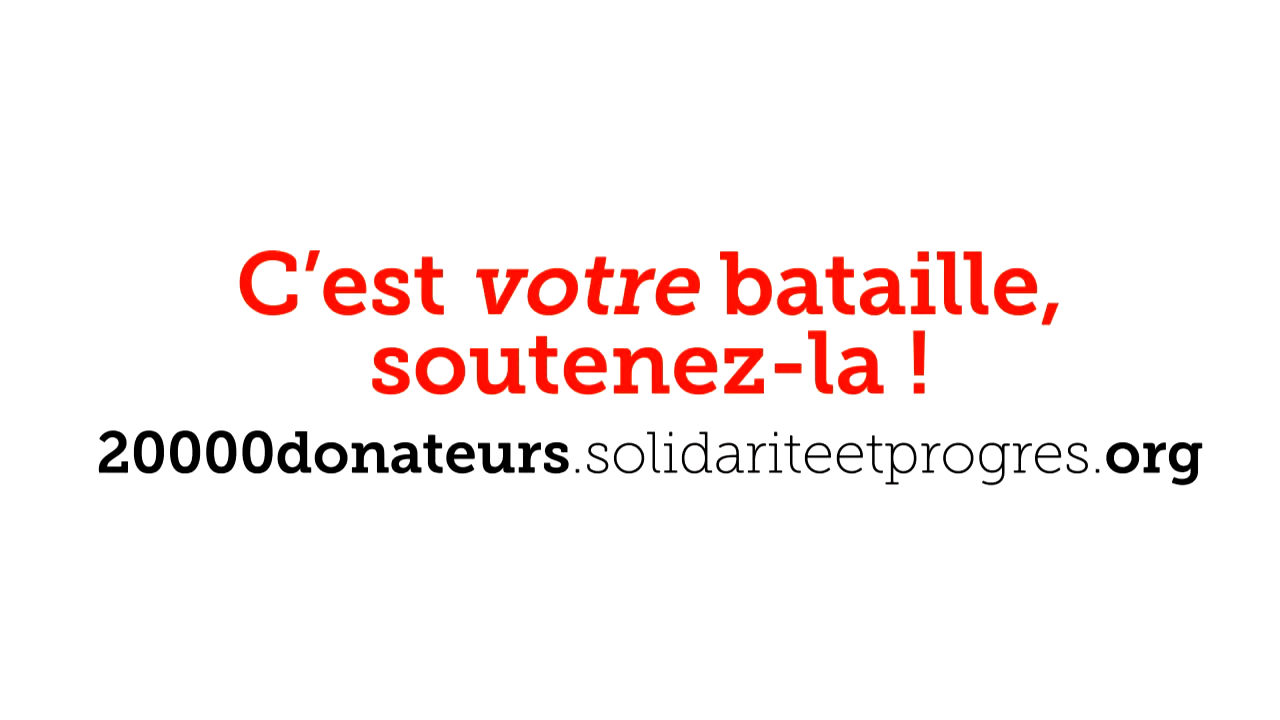 C’est votre bataille,
soutenez-la !
20000donateurs.solidariteetprogres.org